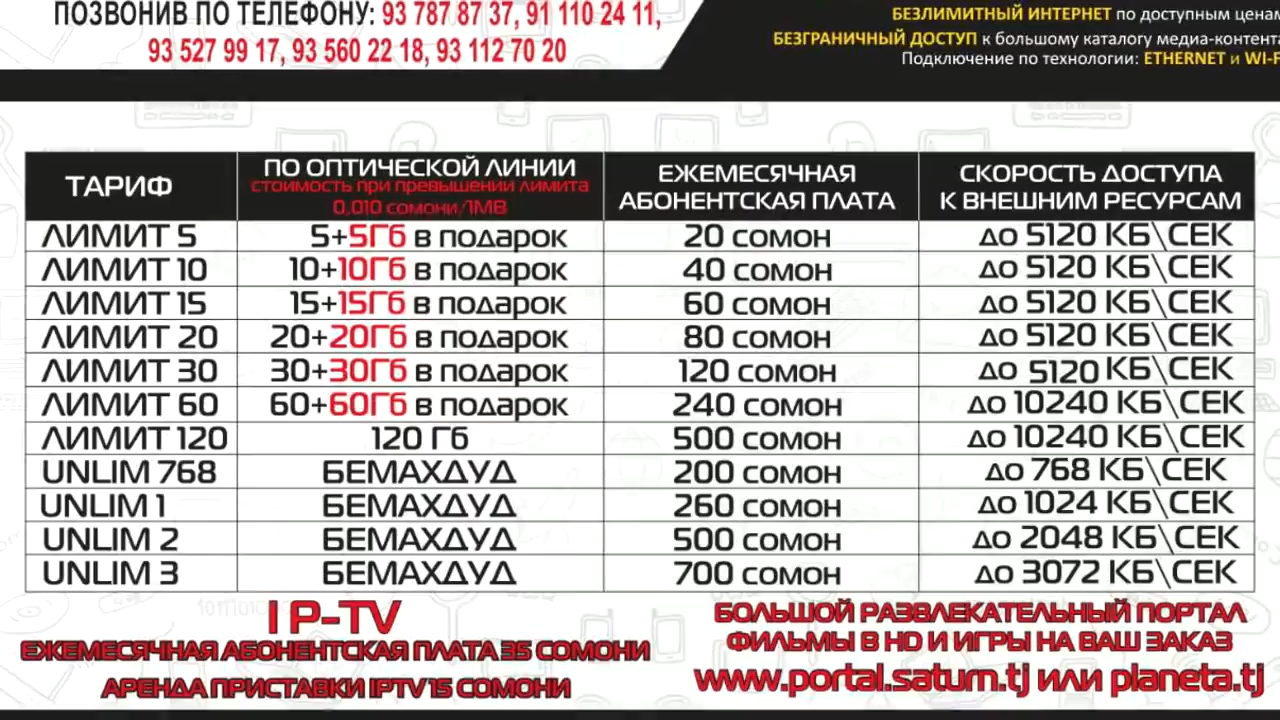 ПОЗВОНИВ ПО ТЕЛЕФОНУ: 93 787 87 37, 91 110 24 11,
93 527 99 17, 93 560 22 18, 93 112 70 20
БЕЗЛИМИТНЫЙ ИНТЕРНЕТ по доступным ценам
БЕЗГРАНИЧНЫЙ ДОСТУП к большому каталогу медиа-контента
Подключение по технологии: ETHERNET и WI-F
ТАРИФ
ПО ОПТИЧЕСКОЙ ЛИНИИ
стоимость при превышении лимита
0,010 сомони/1MB
ЕЖЕМЕСЯЧНАЯ
АБОНЕНТСКАЯ ПЛАТА
СКОРОСТЬ ДОСТУПА
К ВНЕШНИМ РЕСУРСАМ
ЛИМИТ 5 5+5Гб в подарок 20 сомон до 5120 КБ\СЕК
ЛИМИТ 10 10+10Гб в подарок 40 сомон до 5120 КБ\СЕК
ЛИМИТ 15 15+15Гб в подарок 60 сомон до 5120 КБ\СЕК
ЛИМИТ 20 20+20Гб в подарок 80 сомон до 5120 КБ\СЕК
ЛИМИТ 30 30+30Гб в подарок 120 сомон до 5120 КБ\СЕК
ЛИМИТ 60 60+60Гб в подарок 240 сомон до 10240 КБ\СЕК
ЛИМИТ 120 120 Гб 500 сомон до 10240 КБ\СЕК
UNLIM 768 БЕМАХДУД 200 сомон до 768 КБ\СЕК
UNLIM 1 БЕМАХДУД 260 сомон до 1024 КБ\СЕК
UNLIM 2 БЕМАХДУД 500 сомон до 2048 КБ\СЕК
UNLIM 3 БЕМАХДУД 700 сомон до 3072 КБ\СЕК
IP-TV
ЕЖЕМЕСЯЧНАЯ АБОНЕНТСКАЯ ПЛАТА 35 СОМОНИ
АРЕНДА ПРИСТАВКИ IPTV 15 СОМОНИ
БОЛЬШОЙ РАЗВЛЕКАТЕЛЬНЫЙ ПОРТАЛ
ФИЛЬМЫ В HD И ИГРЫ НА ВАШ ЗАКАЗ
www.portal.saturn.tj или planeta.tj